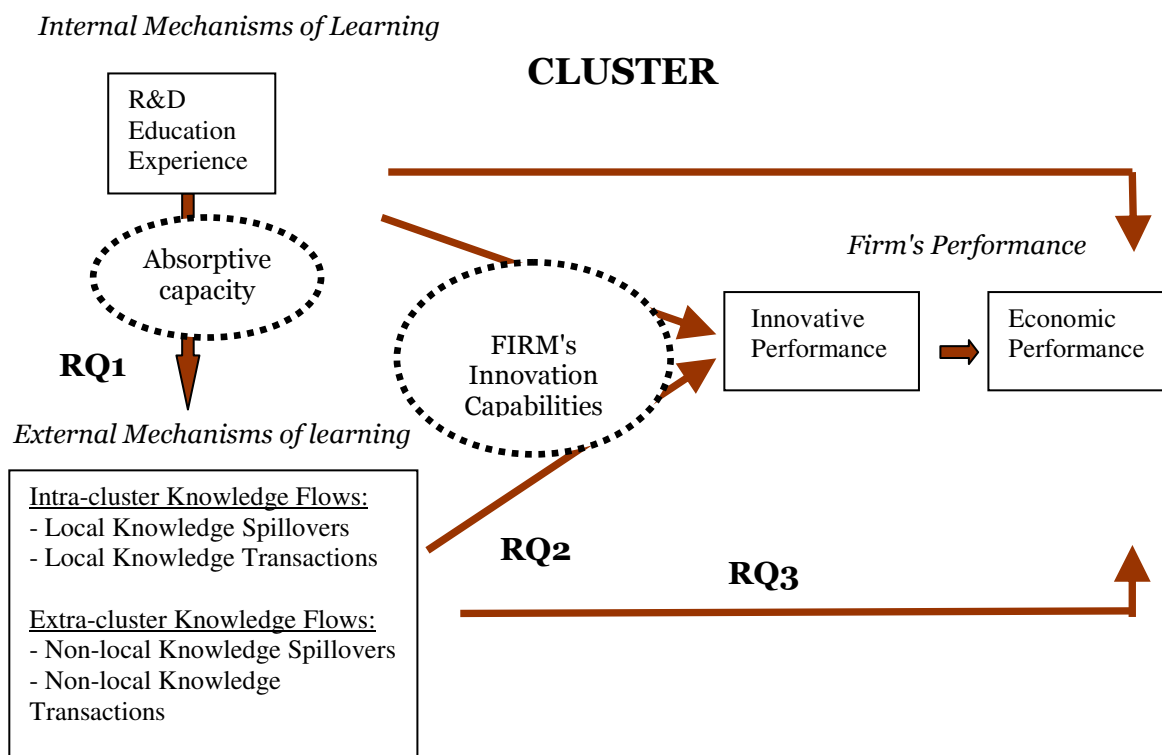 Internal Mechanisms of Learning
CLUSTER
R&D
Education
Experience
Absorptive
capacity
Firm's Performance
Innovative
Performance
Economic
Performance
FIRM's
Innovation
Capabilities
RQ1
External Mechanisms of learning
Intra-cluster Knowledge Flows:
- Local Knowledge Spillovers
- Local Knowledge Transactions
Extra-cluster Knowledge Flows:
- Non-local Knowledge Spillovers
- Non-local Knowledge
Transactions
RQ2
RQ3